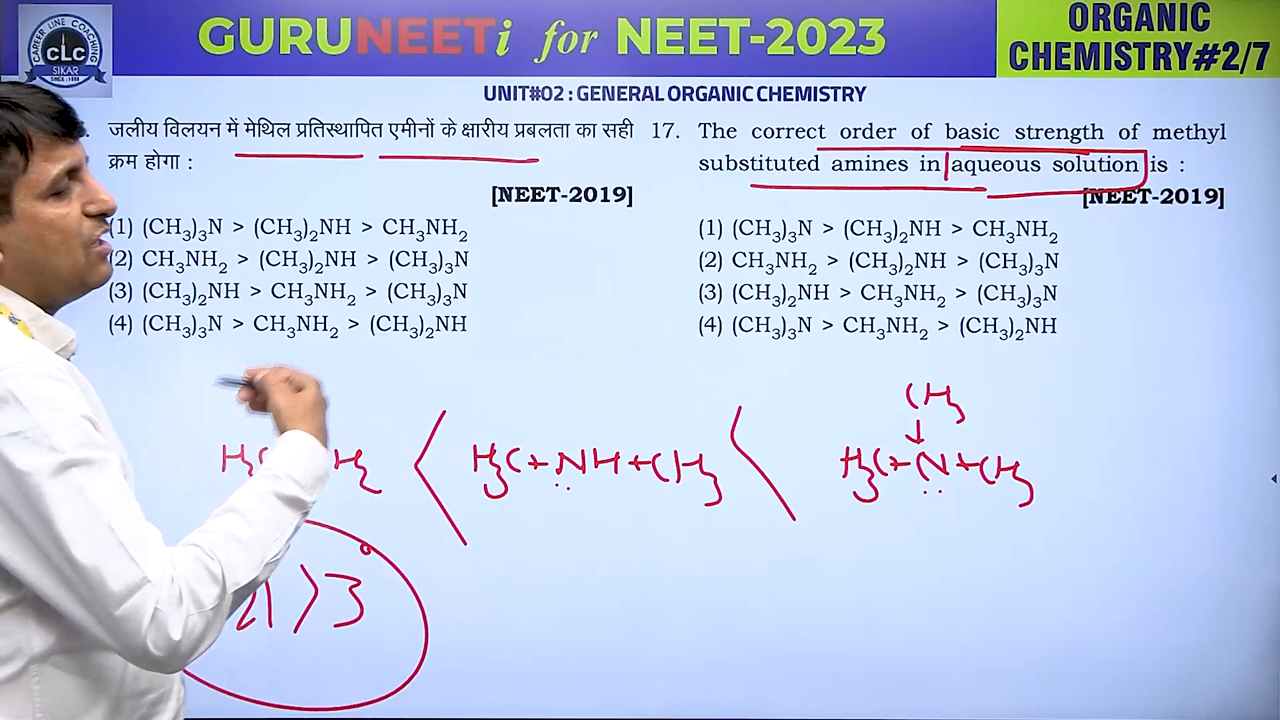 CAREER LINE COACHING
CLC
SIKAR
SINCE : 1996
GURUNEETi for NEET-2023
ORGANIC
CHEMISTRY#2/7
UNIT#02 : GENERAL ORGANIC CHEMISTRY
जलीय विलयन में मेथिल प्रतिस्थापित एमीनों के क्षारीय प्रबलता का सही
क्रम होगा :
[NEET-2019]
(1) (CH₃)₃N > (CH₃)₂NH > CH₃NH₂
(2) CH₃NH₂ > (CH₃)₂NH > (CH₃)₃N
(3) (CH₃)₂NH > CH₃NH₂ > (CH₃)₃N
(4) (CH₃)₃N > CH₃NH₂ > (CH₃)₂NH
17. The correct order of basic strength of methyl
substituted amines in aqueous solution is :
[NEET-2019]
(1) (CH₃)₃N > (CH₃)₂NH > CH₃NH₂
(2) CH₃NH₂ > (CH₃)₂NH > (CH₃)₃N
(3) (CH₃)₂NH > CH₃NH₂ > (CH₃)₃N
(4) (CH₃)₃N > CH₃NH₂ > (CH₃)₂NH
CH₃
↓
< H₃C→NH←CH₃ < H₃C→N←CH₃
1 > 3